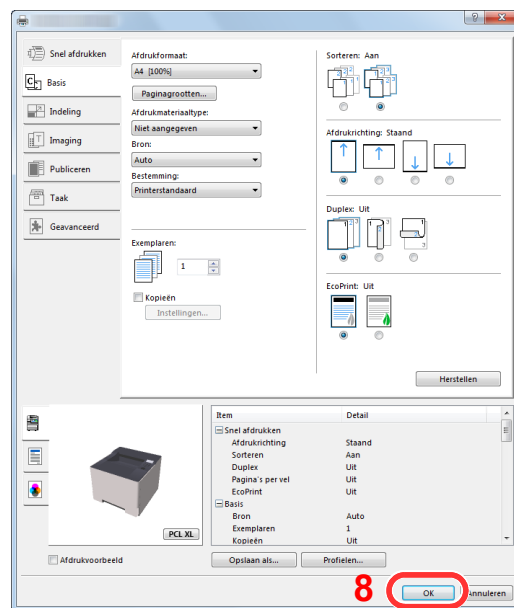 Snel afdrukken
Basis
Indeling
Imaging
Publiceren
Taak
Geavanceerd
Afdrukformaat:
A4 [100%]
Paginagrootten...
Afdrukmateriaaltype:
Niet aangegeven
Bron:
Auto
Bestemming:
Printerstandaard
Exemplaren:
1
Kopieën
Instellingen...
Sorteren: Aan
Afdrukrichting: Staand
Duplex: Uit
EcoPrint: Uit
Herstellen
PCL XL
Afdrukvoorbeeld
Item Detail
Snel afdrukken
Afdrukrichting Staand
Sorteren Aan
Duplex Uit
Pagina's per vel Uit
EcoPrint Uit
Basis
Bron Auto
Exemplaren 1
Kopieën Uit
Opslaan als... Profielen...
8 OK Annuleren